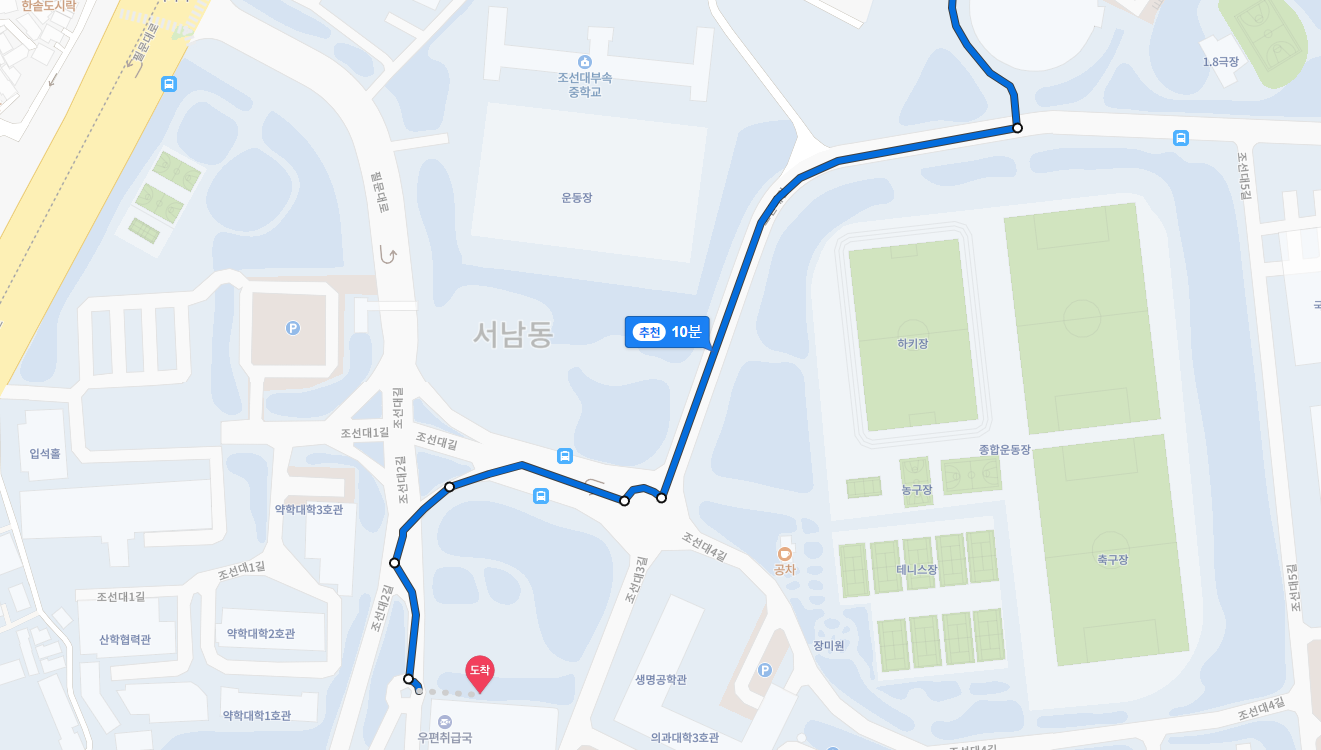 한솥도시락
필문대로
조선대부속
중학교
1.8극장
조선대5길
필문대로
운동장
P
서남동
추천 10분
하키장
조선대길
조선대1길
조선대길
종합운동장
입석홀
조선대2길
농구장
약학대학3호관
조선대4길
축구장
공차
테니스장
조선대1길
조선대3길
조선대5길
조선대1길
조선대2길
약학대학2호관
산학협력관
장미원
도착
P
생명공학관
약학대학1호관
조선대4길
우편취급국
의과대학3호관
조선대4길